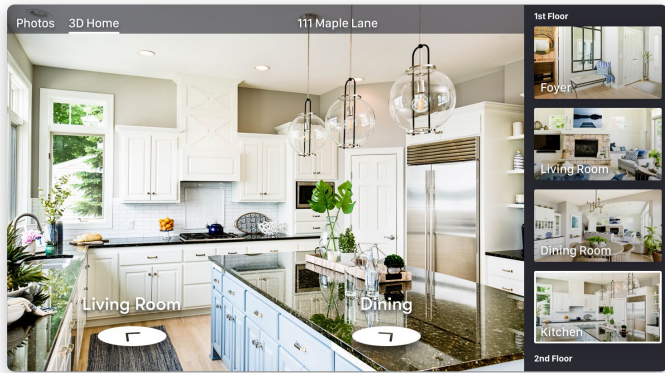 Photos 3D Home 111 Maple Lane
Living Room
Dining
1st Floor
Foyer
Living Room
Dining Room
Kitchen
2nd Floor